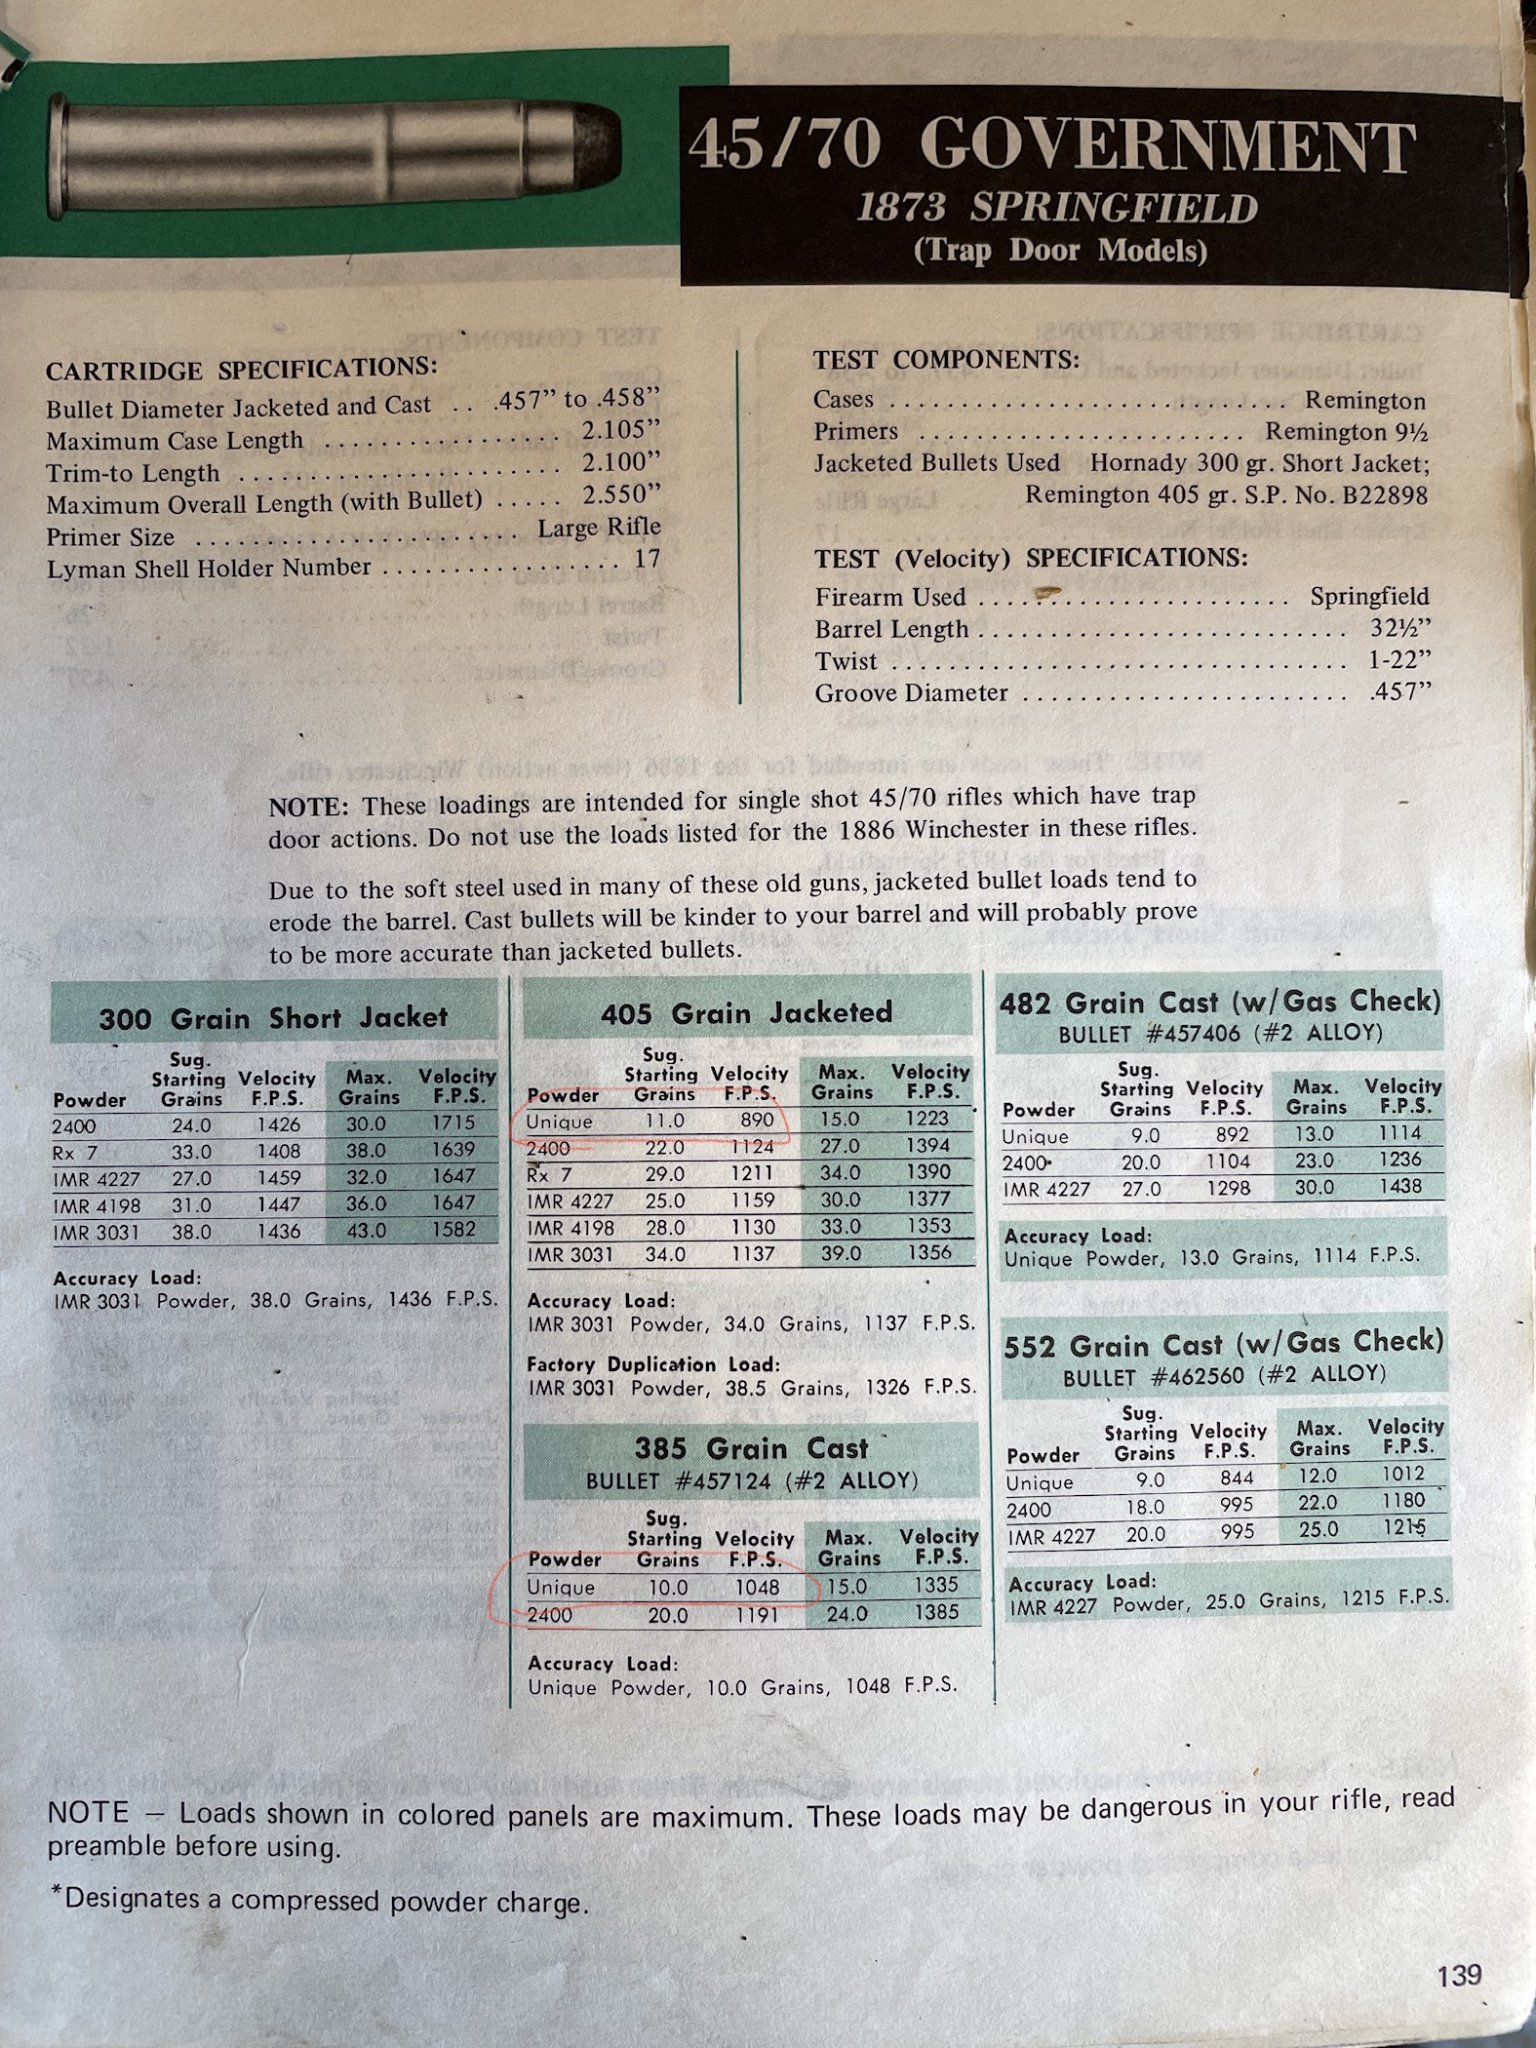 45/70 GOVERNMENT
1873 SPRINGFIELD
(Trap Door Models)
CARTRIDGE SPECIFICATIONS:
Bullet Diameter Jacketed and Cast . . .457” to .458”
Maximum Case Length . . . . . . . . . . . . . . . . . 2.105”
Trim-to Length . . . . . . . . . . . . . . . . . . . . . . . 2.100”
Maximum Overall Length (with Bullet) . . . . . 2.550”
Primer Size . . . . . . . . . . . . . . . . . . . . . . . Large Rifle
Lyman Shell Holder Number . . . . . . . . . . . . . . . . 17
TEST COMPONENTS:
Cases . . . . . . . . . . . . . . . . . . . . . . . . . . . . Remington
Primers . . . . . . . . . . . . . . . . . . . . . . . Remington 9½
Jacketed Bullets Used Hornady 300 gr. Short Jacket;
Remington 405 gr. S.P. No. B22898
TEST (Velocity) SPECIFICATIONS:
Firearm Used . . . . . . . . . . . . . . . . . . . . . . Springfield
Barrel Length . . . . . . . . . . . . . . . . . . . . . . . . . . 32½”
Twist . . . . . . . . . . . . . . . . . . . . . . . . . . . . . . . . 1-22”
Groove Diameter . . . . . . . . . . . . . . . . . . . . . . . .457”
NOTE: These loadings are intended for single shot 45/70 rifles which have trap
door actions. Do not use the loads listed for the 1886 Winchester in these rifles.
Due to the soft steel used in many of these old guns, jacketed bullet loads tend to
erode the barrel. Cast bullets will be kinder to your barrel and will probably prove
to be more accurate than jacketed bullets.
300 Grain Short Jacket
Sug.
Starting Velocity Max. Velocity
Powder Grains F.P.S. Grains F.P.S.
2400 24.0 1426 30.0 1715
Rx 7 33.0 1408 38.0 1639
IMR 4227 27.0 1459 32.0 1647
IMR 4198 31.0 1447 36.0 1647
IMR 3031 38.0 1436 43.0 1582
Accuracy Load:
IMR 3031 Powder, 38.0 Grains, 1436 F.P.S.
405 Grain Jacketed
Sug.
Starting Velocity Max. Velocity
Powder Grains F.P.S. Grains F.P.S.
Unique 11.0 890 15.0 1223
2400 22.0 1124 27.0 1394
Rx 7 29.0 1211 34.0 1390
IMR 4227 25.0 1159 30.0 1377
IMR 4198 28.0 1130 33.0 1353
IMR 3031 34.0 1137 39.0 1356
Accuracy Load:
IMR 3031 Powder, 34.0 Grains, 1137 F.P.S.
Factory Duplication Load:
IMR 3031 Powder, 38.5 Grains, 1326 F.P.S.
385 Grain Cast
BULLET #457124 (#2 ALLOY)
Sug.
Starting Velocity Max. Velocity
Powder Grains F.P.S. Grains F.P.S.
Unique 10.0 1048 15.0 1335
2400 20.0 1191 24.0 1385
Accuracy Load:
Unique Powder, 10.0 Grains, 1048 F.P.S.
482 Grain Cast (w/Gas Check)
BULLET #457406 (#2 ALLOY)
Sug.
Starting Velocity Max. Velocity
Powder Grains F.P.S. Grains F.P.S.
Unique 9.0 892 13.0 1114
2400 20.0 1104 23.0 1236
IMR 4227 27.0 1298 30.0 1438
Accuracy Load:
Unique Powder, 13.0 Grains, 1114 F.P.S.
552 Grain Cast (w/Gas Check)
BULLET #462560 (#2 ALLOY)
Sug.
Starting Velocity Max. Velocity
Powder Grains F.P.S. Grains F.P.S.
Unique 9.0 844 12.0 1012
2400 18.0 995 22.0 1180
IMR 4227 20.0 995 25.0 1215
Accuracy Load:
IMR 4227 Powder, 25.0 Grains, 1215 F.P.S.
NOTE — Loads shown in colored panels are maximum. These loads may be dangerous in your rifle, read
preamble before using.
*Designates a compressed powder charge.
139